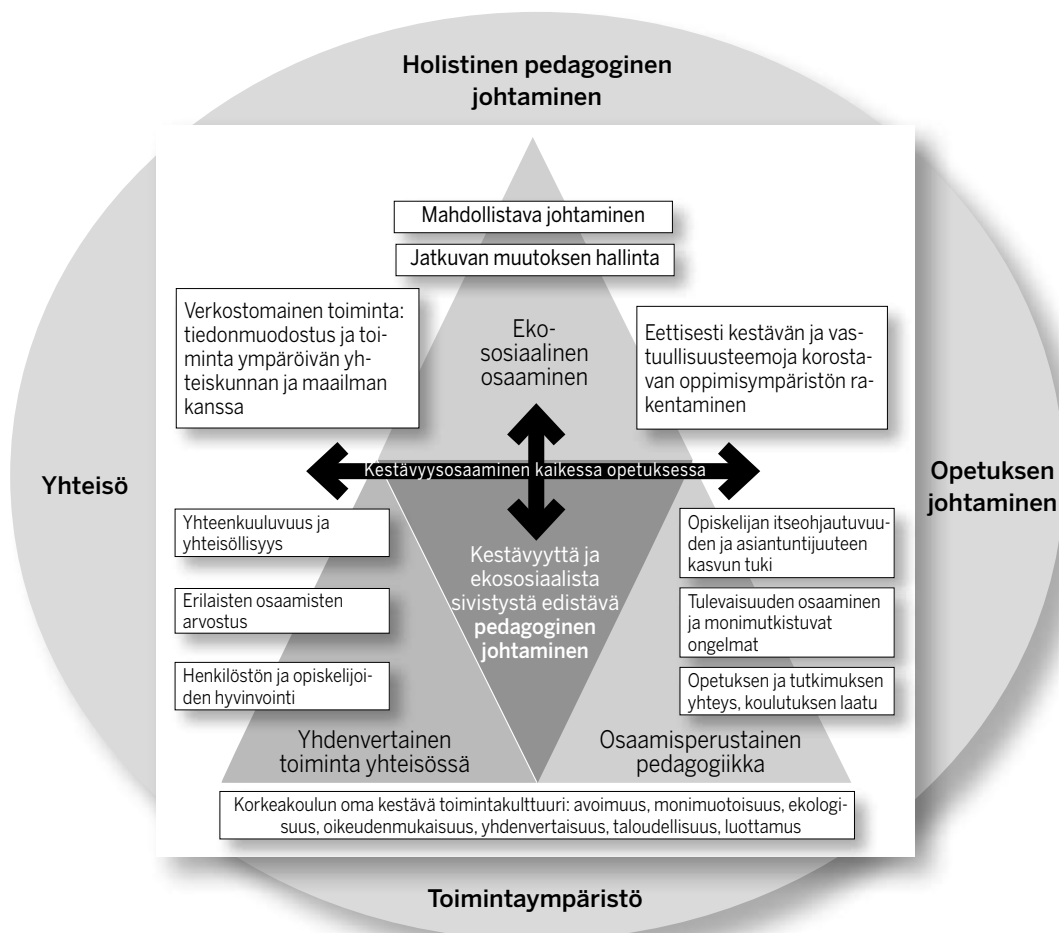 Holistinen pedagoginen
johtaminen
Mahdollistava johtaminen
Jatkuvan muutoksen hallinta
Verkostomainen toiminta:
tiedonmuodostus ja toi-
minta ympäröivän yh-
teiskunnan ja maailman
kanssa
Eko-
sosiaalinen
osaaminen
Eettisesti kestävän ja vas-
tuullisuusteemoja korosta-
van oppimisympäristön ra-
kentaminen
Yhteisö
Kestävyysosaaminen kaikessa opetuksessa
Opetuksen
johtaminen
Yhteenkuuluvuus ja
yhteisöllisyys
Erilaisten osaamisten
arvostus
Henkilöstön ja opiskelijoi-
den hyvinvointi
Kestävyyttä ja
ekososiaalista
sivistystä edistävä
pedagoginen
johtaminen
Opiskelijan itseohjautuvuu-
den ja asiantuntijuuteen
kasvun tuki
Tulevaisuuden osaaminen
ja monimutkistuvat
ongelmat
Opetuksen ja tutkimuksen
yhteys, koulutuksen laatu
Yhdenvertainen
toiminta yhteisössä
Osaamisperustainen
pedagogiikka
Korkeakoulun oma kestävä toimintakulttuuri: avoimuus, monimuotoisuus, ekologi-
suus, oikeudenmukaisuus, yhdenvertaisuus, taloudellisuus, luottamus
Toimintaympäristö